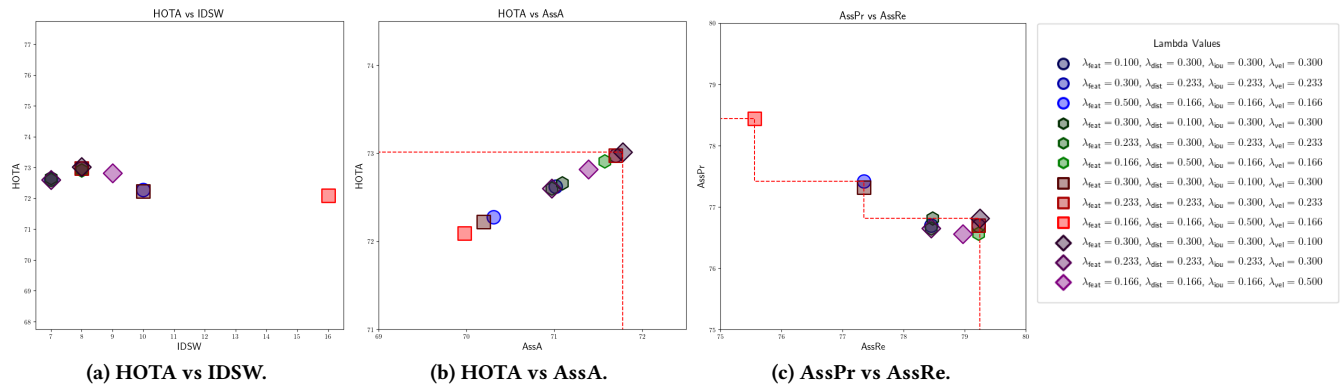 HOTA vs IDSW
HOTA
77
76
75
74
73
72
71
70
69
68
7 8 9 10 11 12 13 14 15 16
IDSW
(a) HOTA vs IDSW.
HOTA vs AssA
HOTA
74
73
72
71
69 70 71 72
AssA
(b) HOTA vs AssA.
AssPr vs AssRe
AssPr
80
79
78
77
76
75
75 76 77 78 79 80
AssRe
(c) AssPr vs AssRe.
Lambda Values
λfeat = 0.100, λdist = 0.300, λiou = 0.300, λvel = 0.300
λfeat = 0.300, λdist = 0.233, λiou = 0.233, λvel = 0.233
λfeat = 0.500, λdist = 0.166, λiou = 0.166, λvel = 0.166
λfeat = 0.300, λdist = 0.100, λiou = 0.300, λvel = 0.300
λfeat = 0.233, λdist = 0.300, λiou = 0.233, λvel = 0.233
λfeat = 0.166, λdist = 0.500, λiou = 0.166, λvel = 0.166
λfeat = 0.300, λdist = 0.300, λiou = 0.100, λvel = 0.300
λfeat = 0.233, λdist = 0.233, λiou = 0.300, λvel = 0.233
λfeat = 0.166, λdist = 0.166, λiou = 0.500, λvel = 0.166
λfeat = 0.300, λdist = 0.300, λiou = 0.300, λvel = 0.100
λfeat = 0.233, λdist = 0.233, λiou = 0.233, λvel = 0.300
λfeat = 0.166, λdist = 0.166, λiou = 0.166, λvel = 0.500